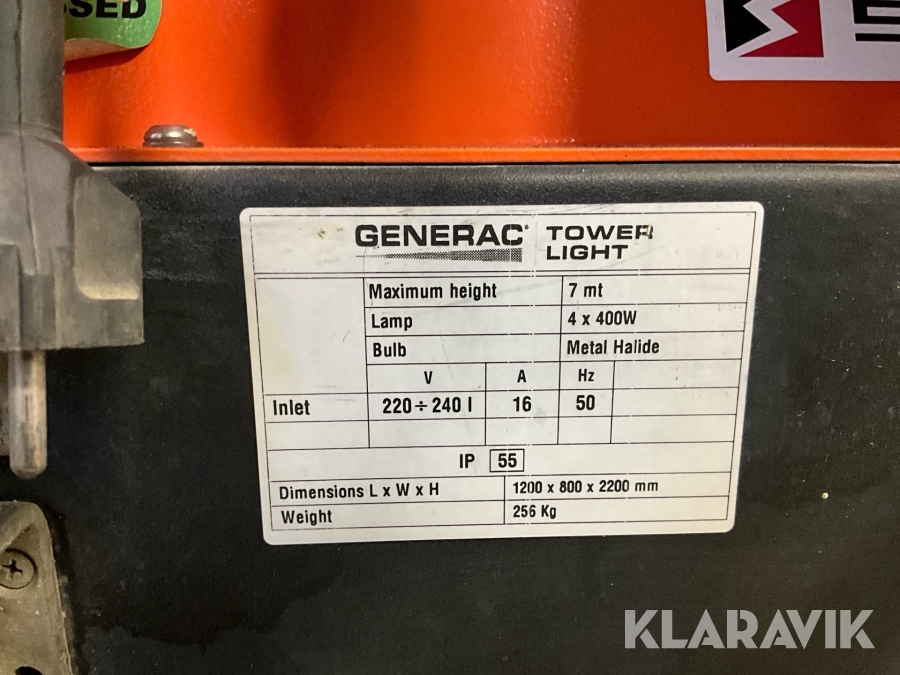 SSED
GENERAC® TOWER LIGHT
Maximum height 7 mt
Lamp 4 x 400W
Bulb Metal Halide
V A Hz
Inlet 220 ÷ 240 I 16 50
IP 55
Dimensions L x W x H 1200 x 800 x 2200 mm
Weight 256 Kg
KLARAVIK